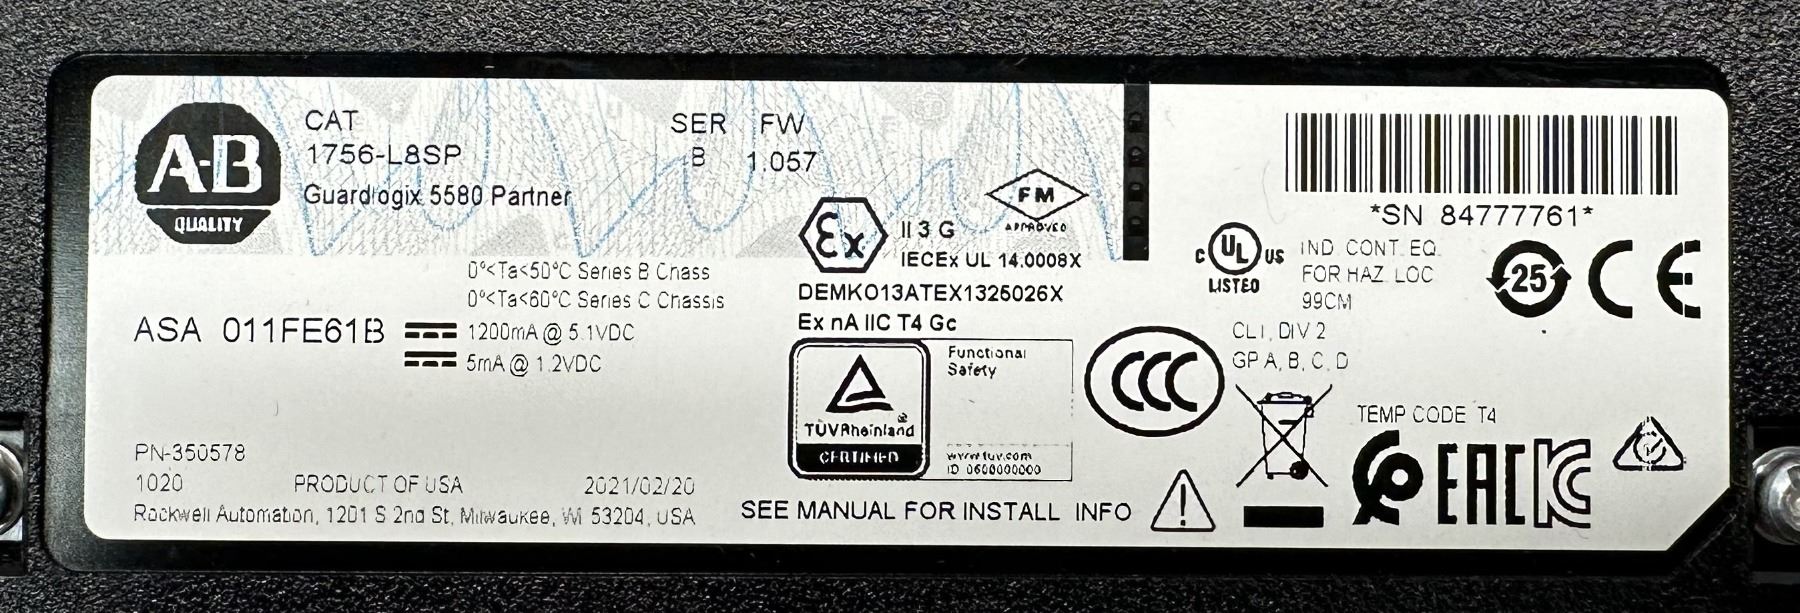 A-B
QUALITY
CAT
1756-L8SP
Guardlogix 5580 Partner
SER FW
B 1.057
0°<Ta<50°C Series B Chass
0°<Ta<60°C Series C Chassis
ASA 011FE61B
1200mA @ 5.1VDC
5mA @ 1.2VDC
PN-350578
1020 PRODUCT OF USA 2021/02/20
Rockwell Automation, 1201 S 2nd St, Milwaukee, WI 53204, USA
Ex
II 3 G
IECEx UL 14.0008X
DEMKO13ATEX1325026X
Ex nA IIC T4 Gc
FM
APPROVED
TÜVRheinland
CERTIFIED
Functional
Safety
www.tuv.com
ID 0600000000
SEE MANUAL FOR INSTALL INFO
*SN 84777761*
C UL US
LISTED
IND. CONT. EQ.
FOR HAZ. LOC
99CM
CL I, DIV 2
GP A, B, C, D
TEMP CODE T4
25
CE
CCC
EAC
KC